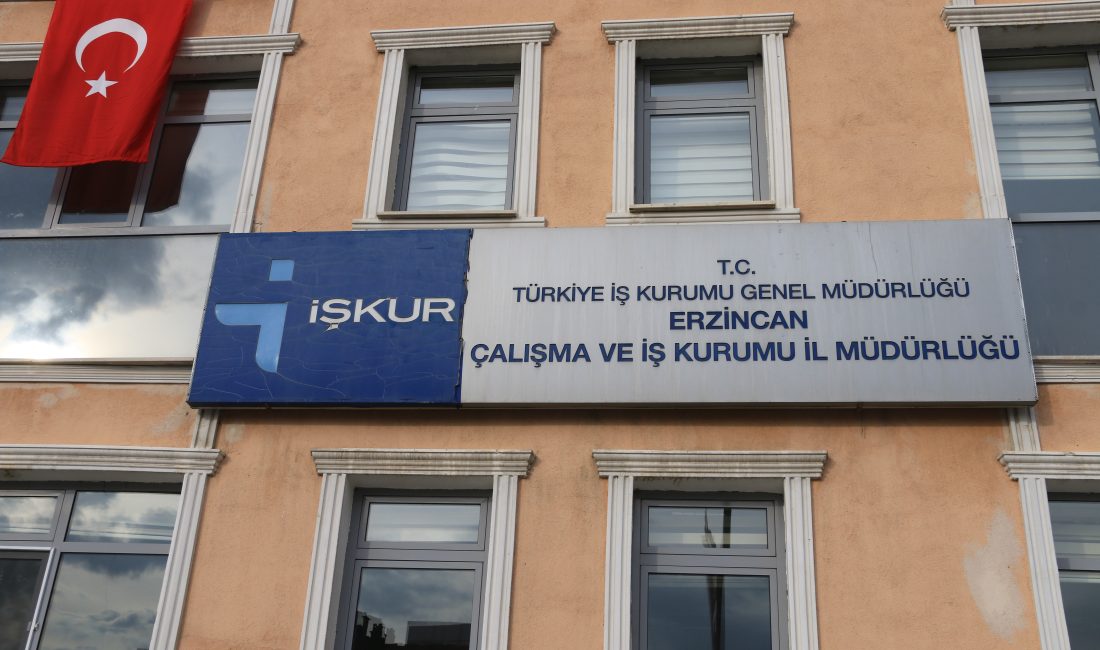 İŞKUR
T.C.
TÜRKİYE İŞ KURUMU GENEL MÜDÜRLÜĞÜ
ERZİNCAN
ÇALIŞMA VE İŞ KURUMU İL MÜDÜRLÜĞÜ